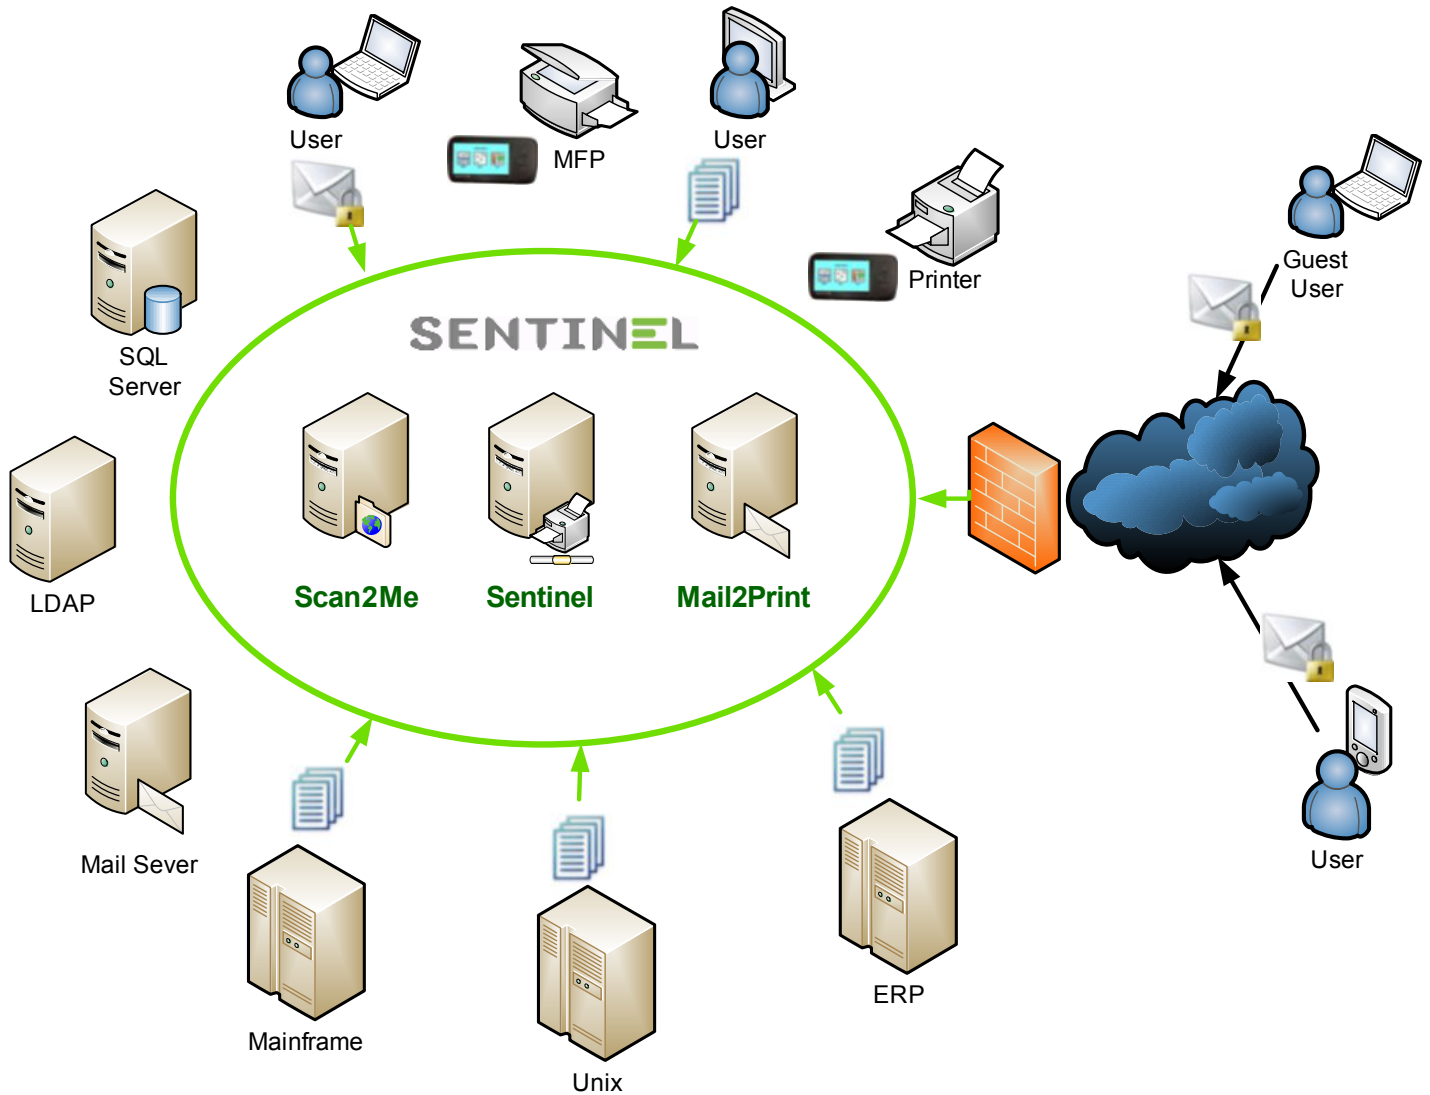 User
MFP
User
Printer
Guest
User
SQL
Server
SENTINEL
LDAP
Scan2Me
Sentinel
Mail2Print
Mail Sever
User
Mainframe
Unix
ERP